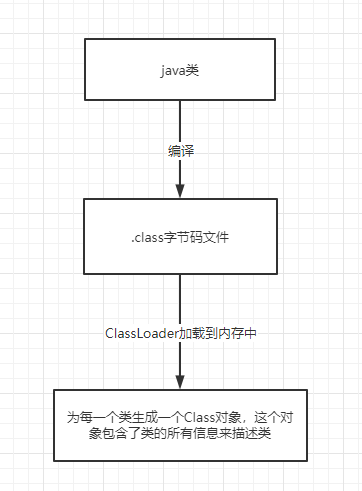 java类
编译
.class字节码文件
ClassLoader加载到内存中
为每一个类生成一个Class对象，这个对
象包含了类的所有信息来描述类